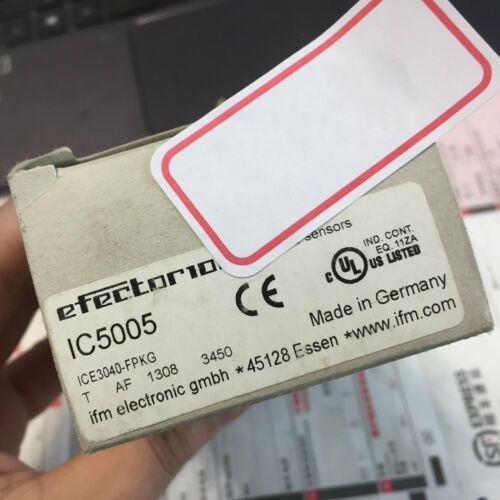 efector100
sensors
IC5005
ICE3040-FPKG
T AF 1308 3450
ifm electronic gmbh * 45128 Essen * www.ifm.com
CE
C UL US LISTED
IND. CONT.
EQ. 11ZA
Made in Germany